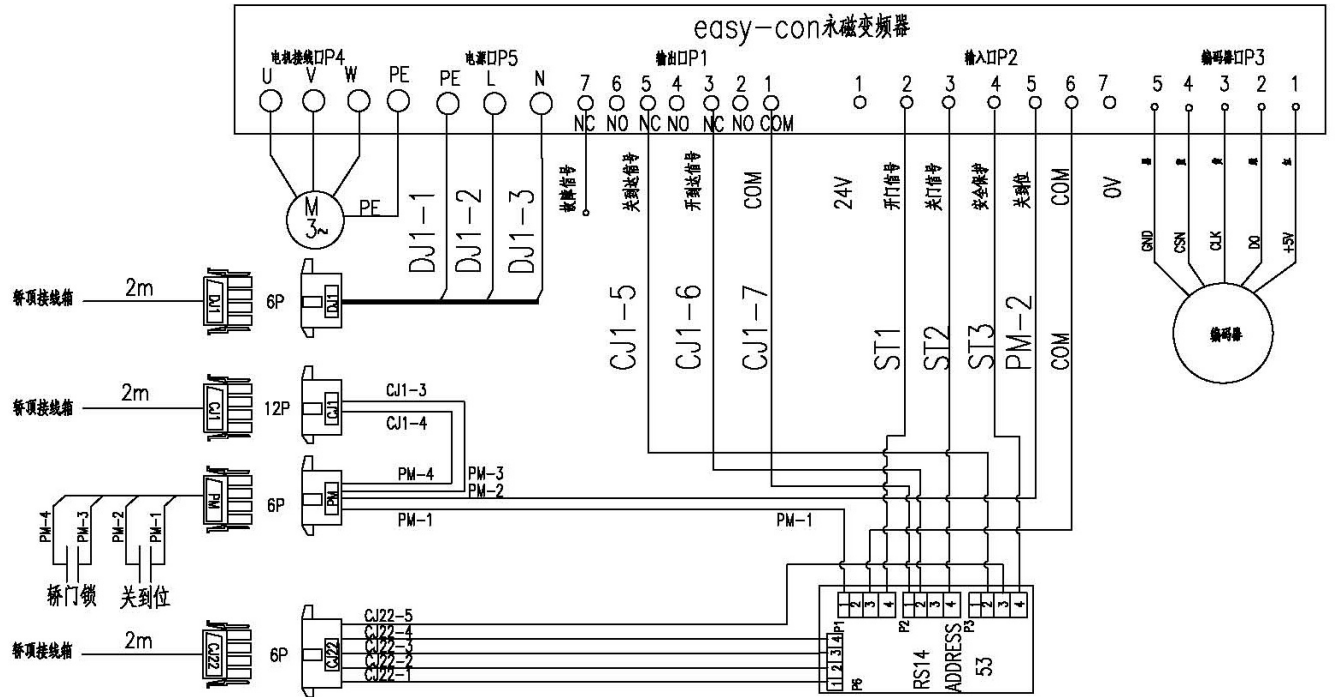 easy-con永磁变频器
电机接线口P4 电源口P5 输出口P1 输入口P2 编码器口P3
U V W PE PE L N 7 6 5 4 3 2 1 1 2 3 4 5 6 7 5 4 3 2 1
NC NO NC NO NC NO COM
故障信号 关到达信号 开到达信号 COM 24V 开门信号 关门信号 安全保护 关到位 COM 0V
黄 红
M
3~
PE
DJ1-1 DJ1-2 DJ1-3
GND CSN CLK DO +5V
编码器
轿顶接线箱 2m DJ1 6P DJ1
CJ1-5 CJ1-6 CJ1-7 ST1 ST2 ST3 PM-2 COM
轿顶接线箱 2m CJ1 12P CJ1
CJ1-3
CJ1-4
PM-4 PM-3
PM-2
PM 6P PM
PM-1 PM-1
PM-4 PM-3 PM-2 PM-1
轿门锁 关到位
1 2 3 4 1 2 3 4 1 2 3 4
P1 P2 P3
轿顶接线箱 2m CJ22 6P CJ22
CJ22-5
CJ22-4
CJ22-3
CJ22-2
CJ22-1
4
3
2
1
P6
RS14
ADDRESS
53